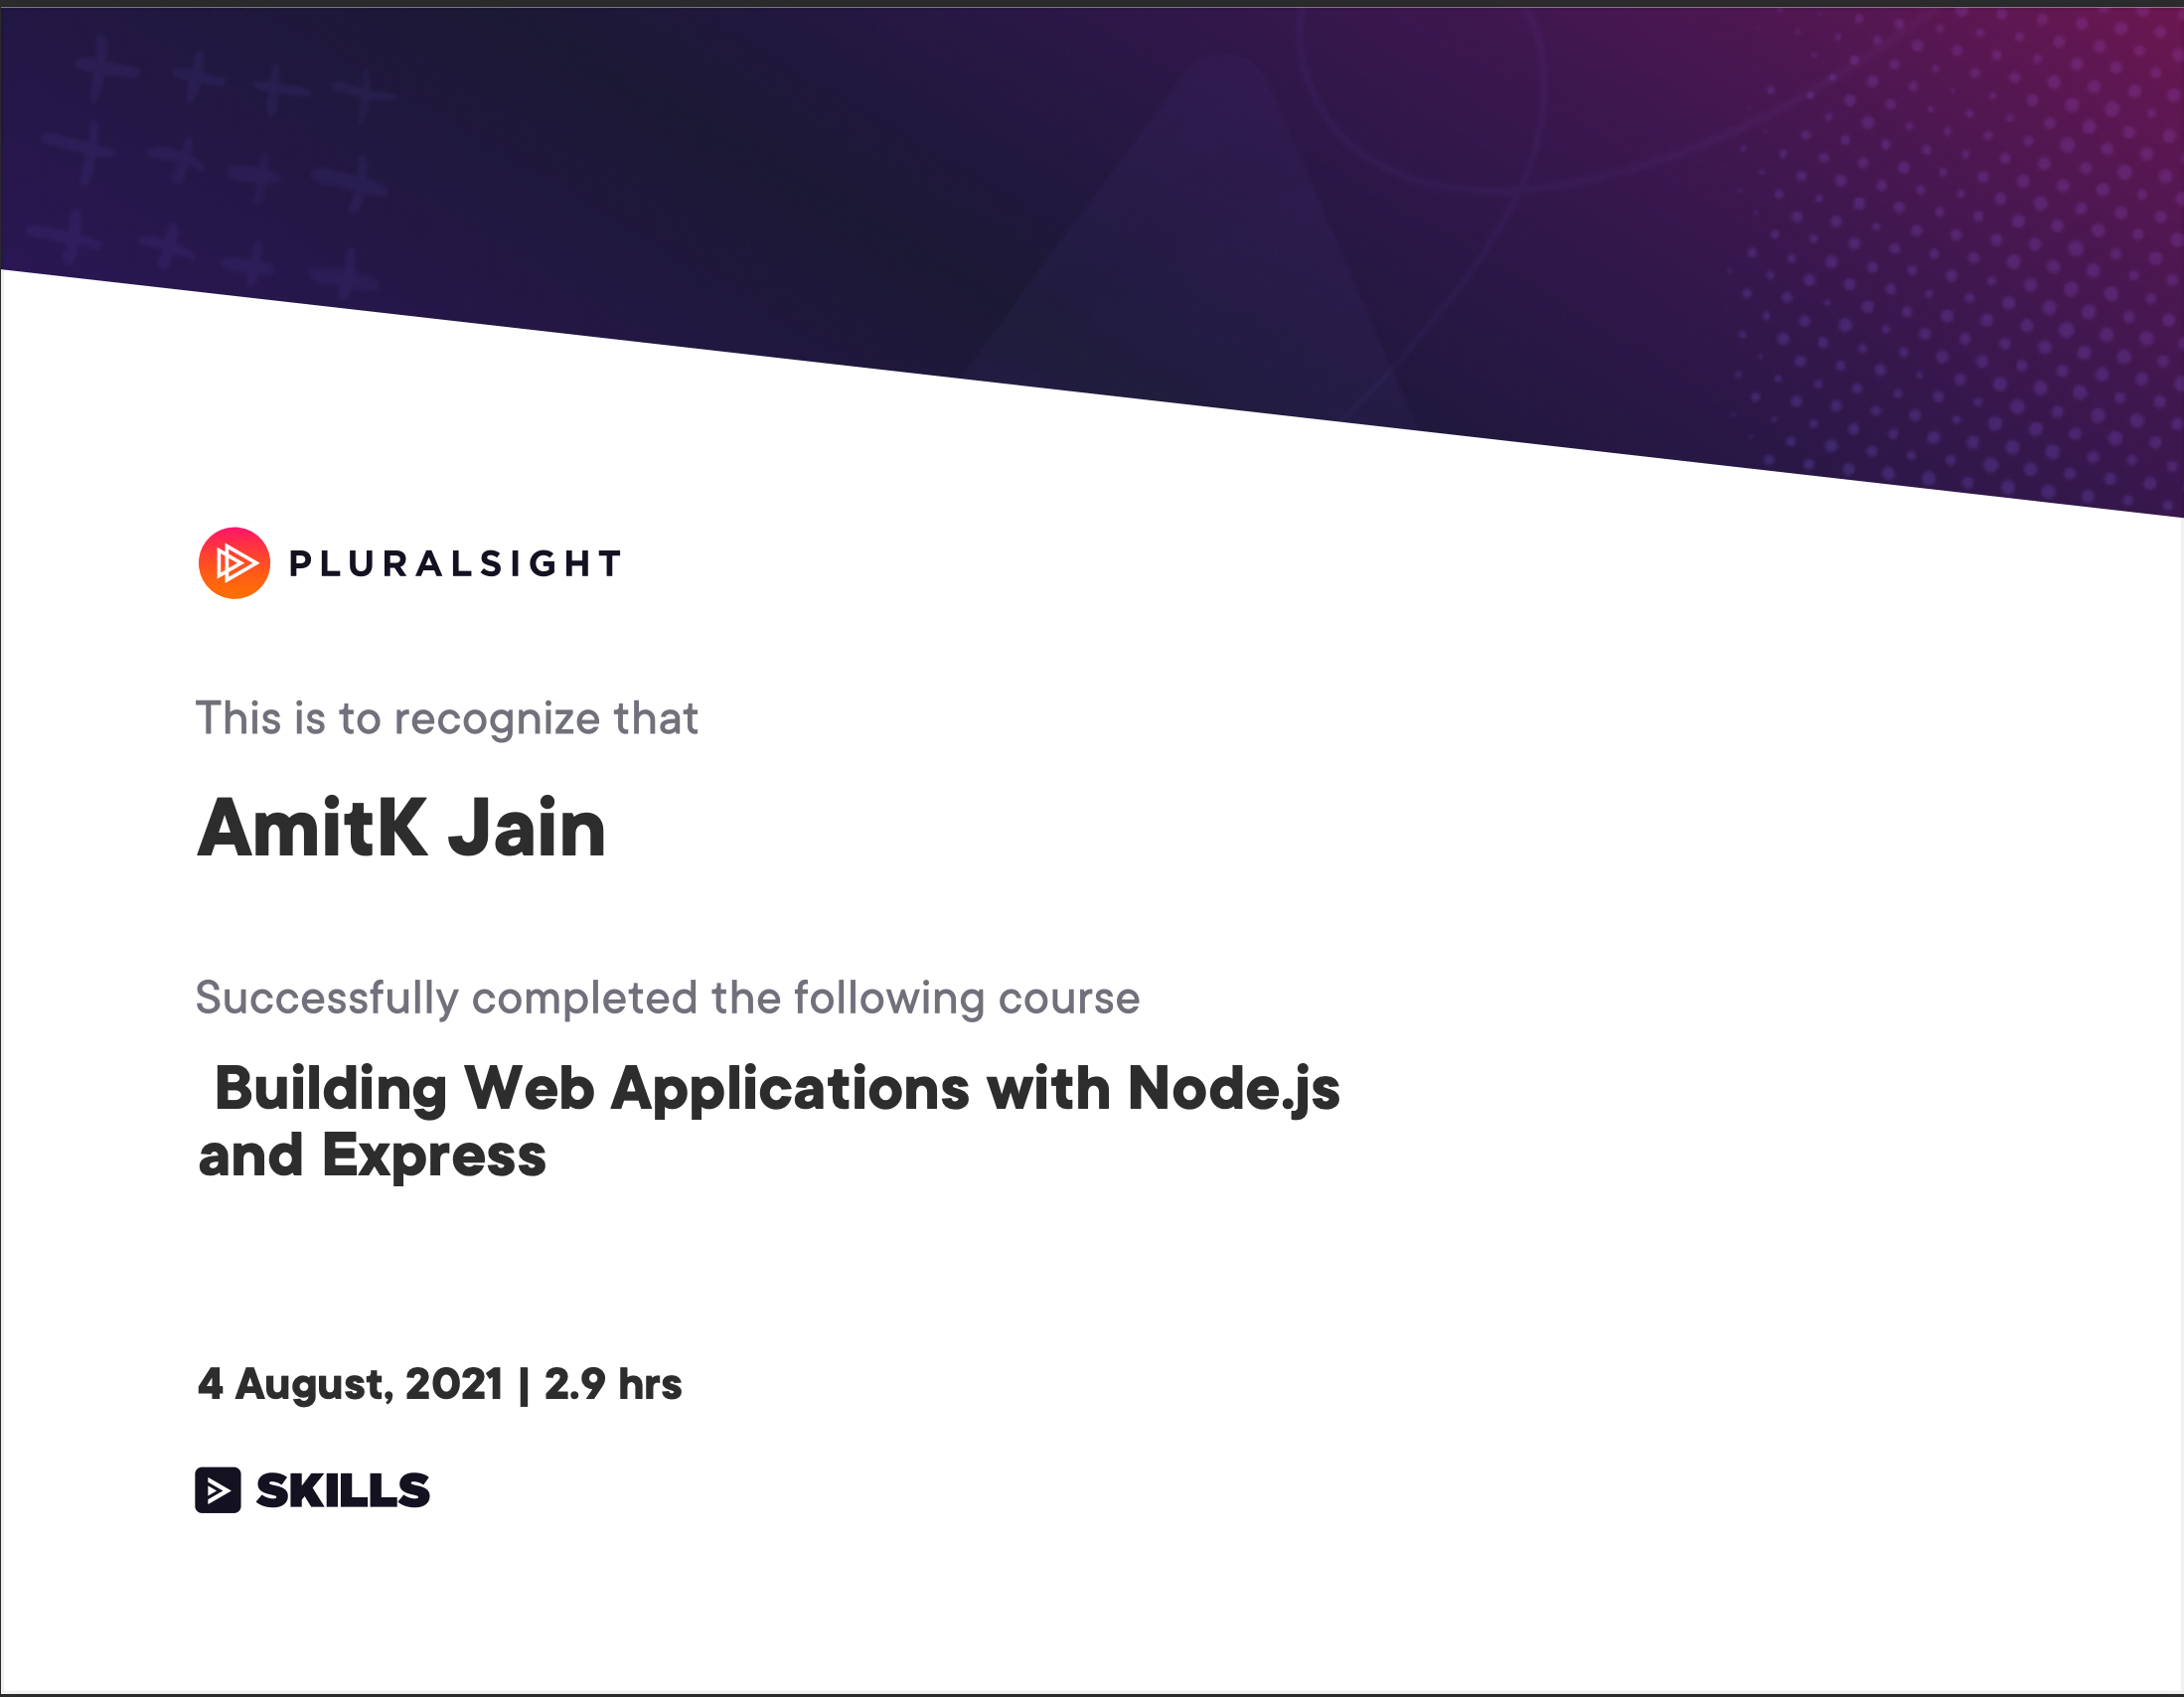 PLURALSIGHT
This is to recognize that
AmitK Jain
Successfully completed the following course
Building Web Applications with Node.js
and Express
4 August, 2021 | 2.9 hrs
SKILLS